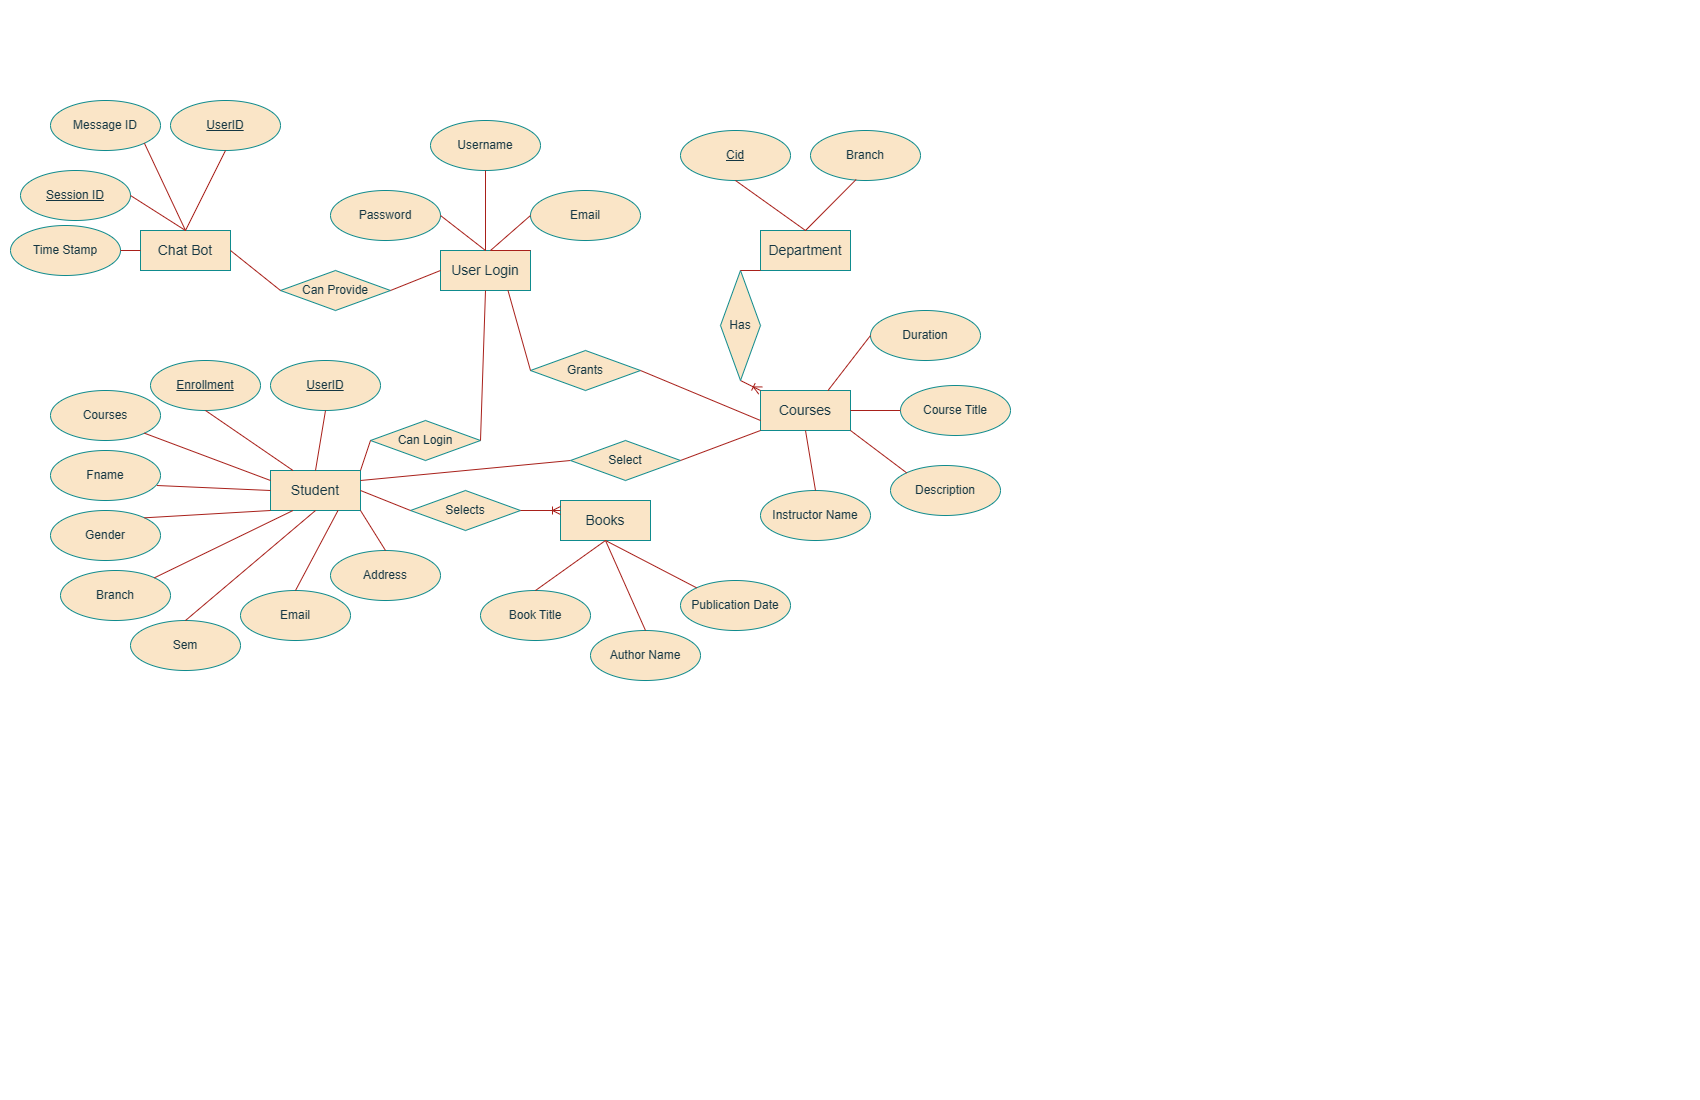 Message ID
UserID
Username
Cid
Branch
Session ID
Password
Email
Time Stamp
Chat Bot
User Login
Department
Can Provide
Has
Duration
Grants
Enrollment
UserID
Courses
Courses
Course Title
Can Login
Select
Fname
Student
Selects
Books
Description
Instructor Name
Gender
Address
Branch
Email
Book Title
Publication Date
Sem
Author Name